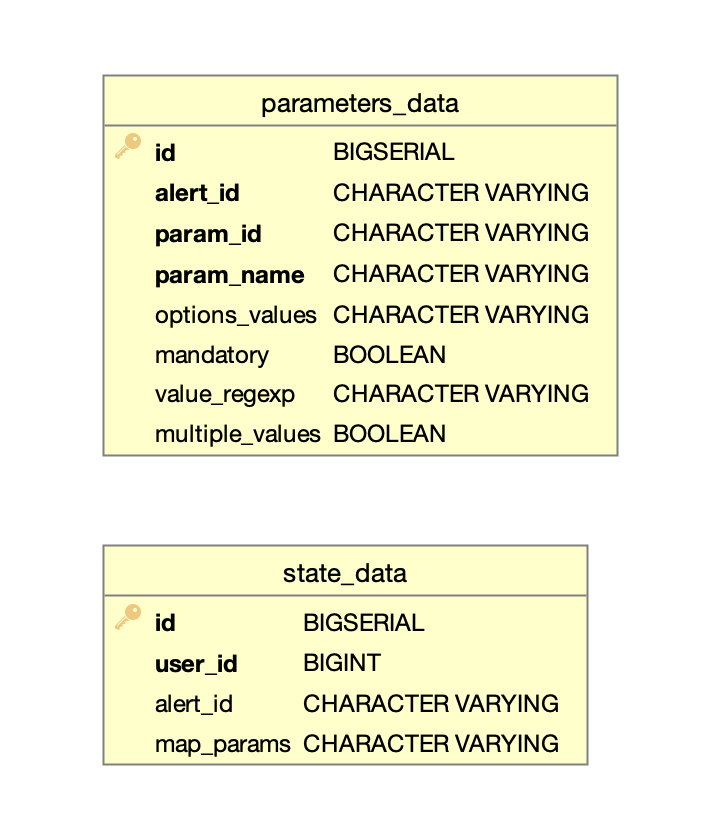 parameters_data
id BIGSERIAL
alert_id CHARACTER VARYING
param_id CHARACTER VARYING
param_name CHARACTER VARYING
options_values CHARACTER VARYING
mandatory BOOLEAN
value_regexp CHARACTER VARYING
multiple_values BOOLEAN
state_data
id BIGSERIAL
user_id BIGINT
alert_id CHARACTER VARYING
map_params CHARACTER VARYING